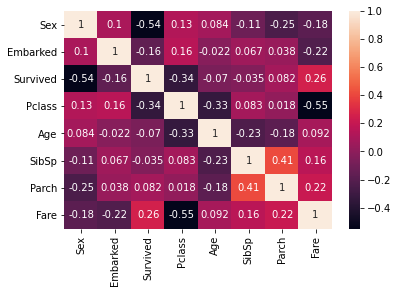 Sex 1 0.1 -0.54 0.13 0.084 -0.11 -0.25 -0.18
Embarked 0.1 1 -0.16 0.16 -0.022 0.067 0.038 -0.22
Survived -0.54 -0.16 1 -0.34 -0.07 -0.035 0.082 0.26
Pclass 0.13 0.16 -0.34 1 -0.33 0.083 0.018 -0.55
Age 0.084 -0.022 -0.07 -0.33 1 -0.23 -0.18 0.092
SibSp -0.11 0.067 -0.035 0.083 -0.23 1 0.41 0.16
Parch -0.25 0.038 0.082 0.018 -0.18 0.41 1 0.22
Fare -0.18 -0.22 0.26 -0.55 0.092 0.16 0.22 1
Sex Embarked Survived Pclass Age SibSp Parch Fare
1.0
0.8
0.6
0.4
0.2
0.0
-0.2
-0.4